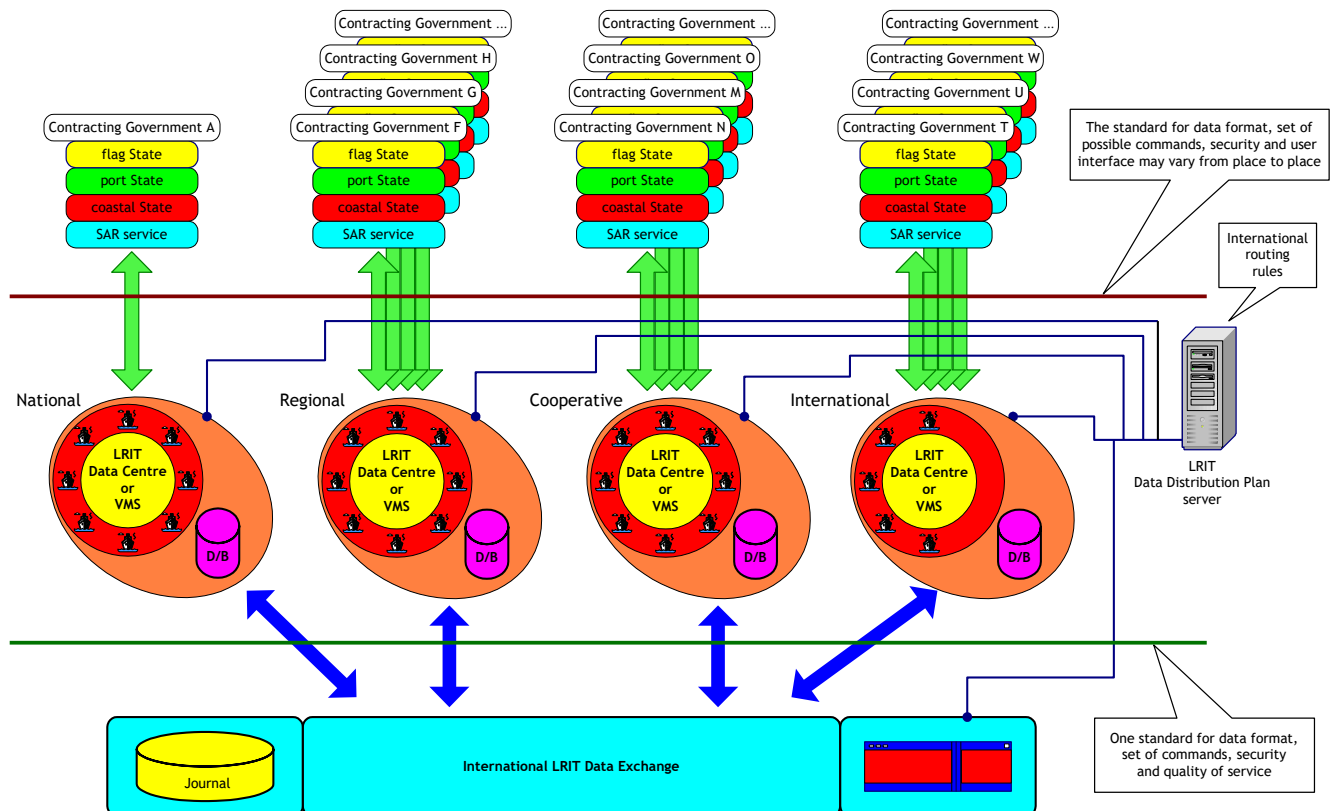 Contracting Government ...
Contracting Government ...
Contracting Government ...
Contracting Government H
Contracting Government O
Contracting Government W
Contracting Government G
Contracting Government M
Contracting Government U
Contracting Government A
Contracting Government F
Contracting Government N
Contracting Government T
flag State
port State
coastal State
SAR service
flag State
port State
coastal State
SAR service
flag State
port State
coastal State
SAR service
flag State
port State
coastal State
SAR service
The standard for data format, set of
possible commands, security and user
interface may vary from place to place
International
routing
rules
National
Regional
Cooperative
International
LRIT
Data Centre
or
VMS
D/B
LRIT
Data Centre
or
VMS
D/B
LRIT
Data Centre
or
VMS
D/B
LRIT
Data Centre
or
VMS
D/B
LRIT
Data Distribution Plan
server
Journal
International LRIT Data Exchange
One standard for data format,
set of commands, security
and quality of service